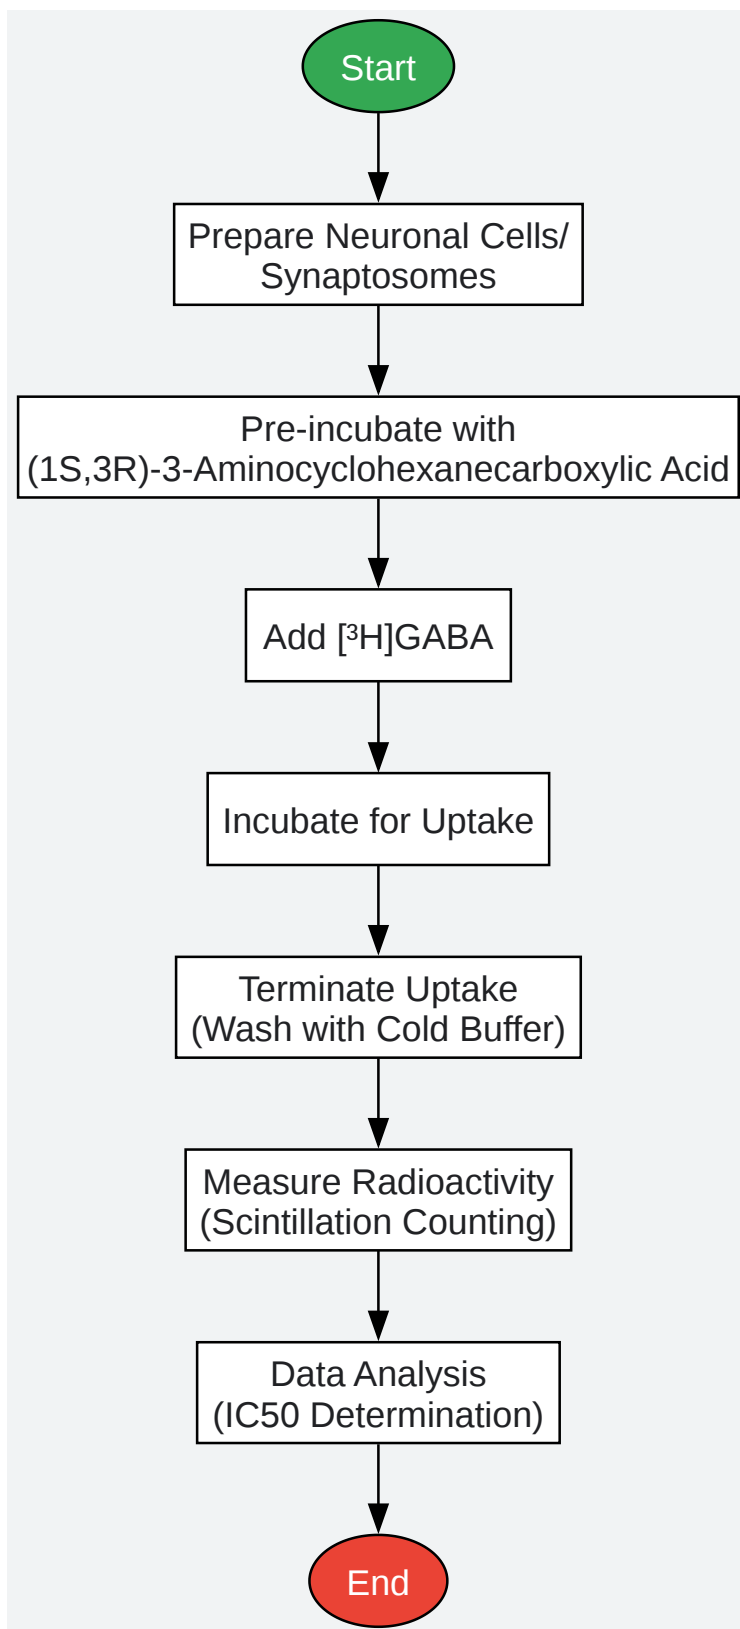 Start
Prepare Neuronal Cells/
Synaptosomes
Pre-incubate with
(1S,3R)-3-Aminocyclohexanecarboxylic Acid
Add [³H]GABA
Incubate for Uptake
Terminate Uptake
(Wash with Cold Buffer)
Measure Radioactivity
(Scintillation Counting)
Data Analysis
(IC50 Determination)
End